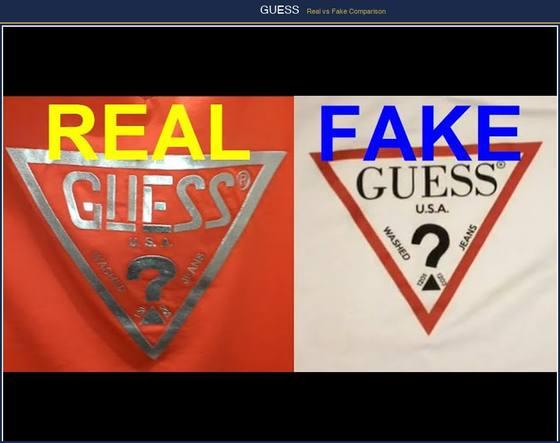 GUESS Real vs Fake Comparison
REAL FAKE
GUESS®
U.S.A.
WASHED ? JEANS
GUESS®
U.S.A.
WASHED ? JEANS